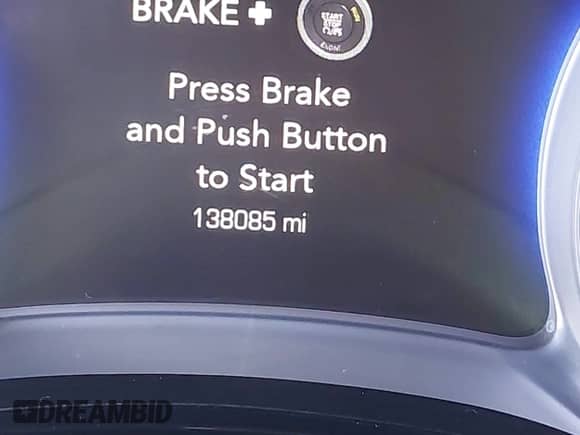 BRAKE +
START
STOP
Press Brake
and Push Button
to Start
138085 mi
DREAMBID